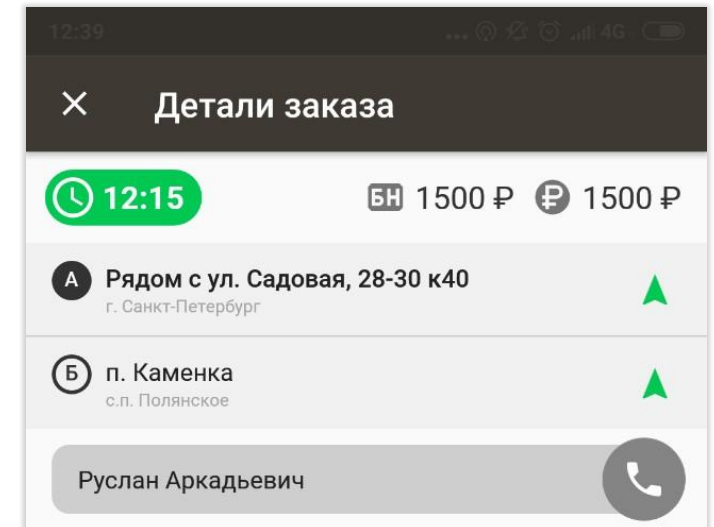 12:39 ... 4G
Детали заказа
12:15 БН 1500 ₽ ₽ 1500 ₽
А Рядом с ул. Садовая, 28-30 к40
г. Санкт-Петербург
Б п. Каменка
с.п. Полянское
Руслан Аркадьевич